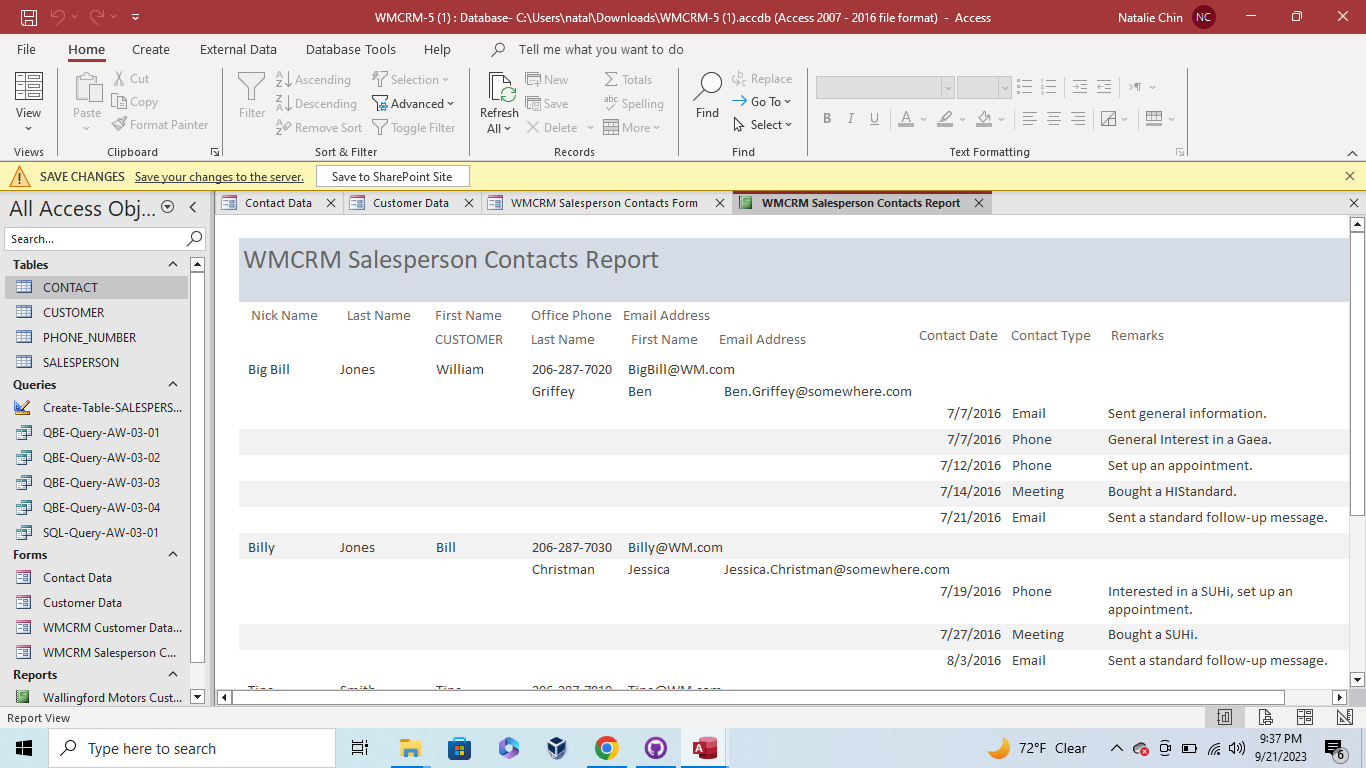 WMCRM-5 (1) : Database- C:\Users\natal\Downloads\WMCRM-5 (1).accdb (Access 2007 - 2016 file format) - Access
Natalie Chin NC
File Home Create External Data Database Tools Help Tell me what you want to do
View
Views
Paste
Cut
Copy
Format Painter
Clipboard
Filter
Ascending
Descending
Remove Sort
Selection
Advanced
Toggle Filter
Sort & Filter
Refresh
All
New
Save
Delete
Totals
Spelling
More
Records
Find
Replace
Go To
Select
Find
B I U
Text Formatting
SAVE CHANGES Save your changes to the server. Save to SharePoint Site
All Access Obj...
Search...
Tables
CONTACT
CUSTOMER
PHONE_NUMBER
SALESPERSON
Queries
Create-Table-SALESPERS...
QBE-Query-AW-03-01
QBE-Query-AW-03-02
QBE-Query-AW-03-03
QBE-Query-AW-03-04
SQL-Query-AW-03-01
Forms
Contact Data
Customer Data
WMCRM Customer Data...
WMCRM Salesperson C...
Reports
Wallingford Motors Cust...
Contact Data Customer Data WMCRM Salesperson Contacts Form WMCRM Salesperson Contacts Report
WMCRM Salesperson Contacts Report
Nick Name Last Name First Name Office Phone Email Address
CUSTOMER Last Name First Name Email Address Contact Date Contact Type Remarks
Big Bill Jones William 206-287-7020 BigBill@WM.com
Griffey Ben Ben.Griffey@somewhere.com
7/7/2016 Email Sent general information.
7/7/2016 Phone General Interest in a Gaea.
7/12/2016 Phone Set up an appointment.
7/14/2016 Meeting Bought a HIStandard.
7/21/2016 Email Sent a standard follow-up message.
Billy Jones Bill 206-287-7030 Billy@WM.com
Christman Jessica Jessica.Christman@somewhere.com
7/19/2016 Phone Interested in a SUHi, set up an
appointment.
7/27/2016 Meeting Bought a SUHi.
8/3/2016 Email Sent a standard follow-up message.
Report View
Type here to search
72°F Clear
9:37 PM
9/21/2023
6